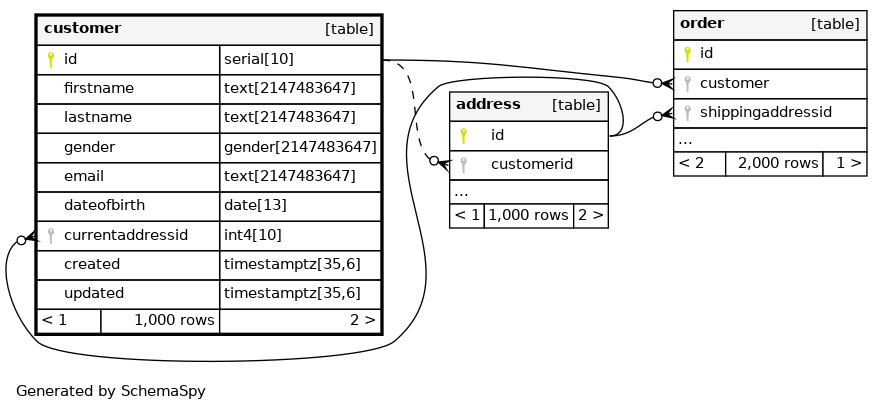 customer [table]
id serial[10]
firstname text[2147483647]
lastname text[2147483647]
gender gender[2147483647]
email text[2147483647]
dateofbirth date[13]
currentaddressid int4[10]
created timestamptz[35,6]
updated timestamptz[35,6]
< 1 1,000 rows 2 >
address [table]
id
customerid
...
< 1 1,000 rows 2 >
order [table]
id
customer
shippingaddressid
...
< 2 2,000 rows 1 >
Generated by SchemaSpy